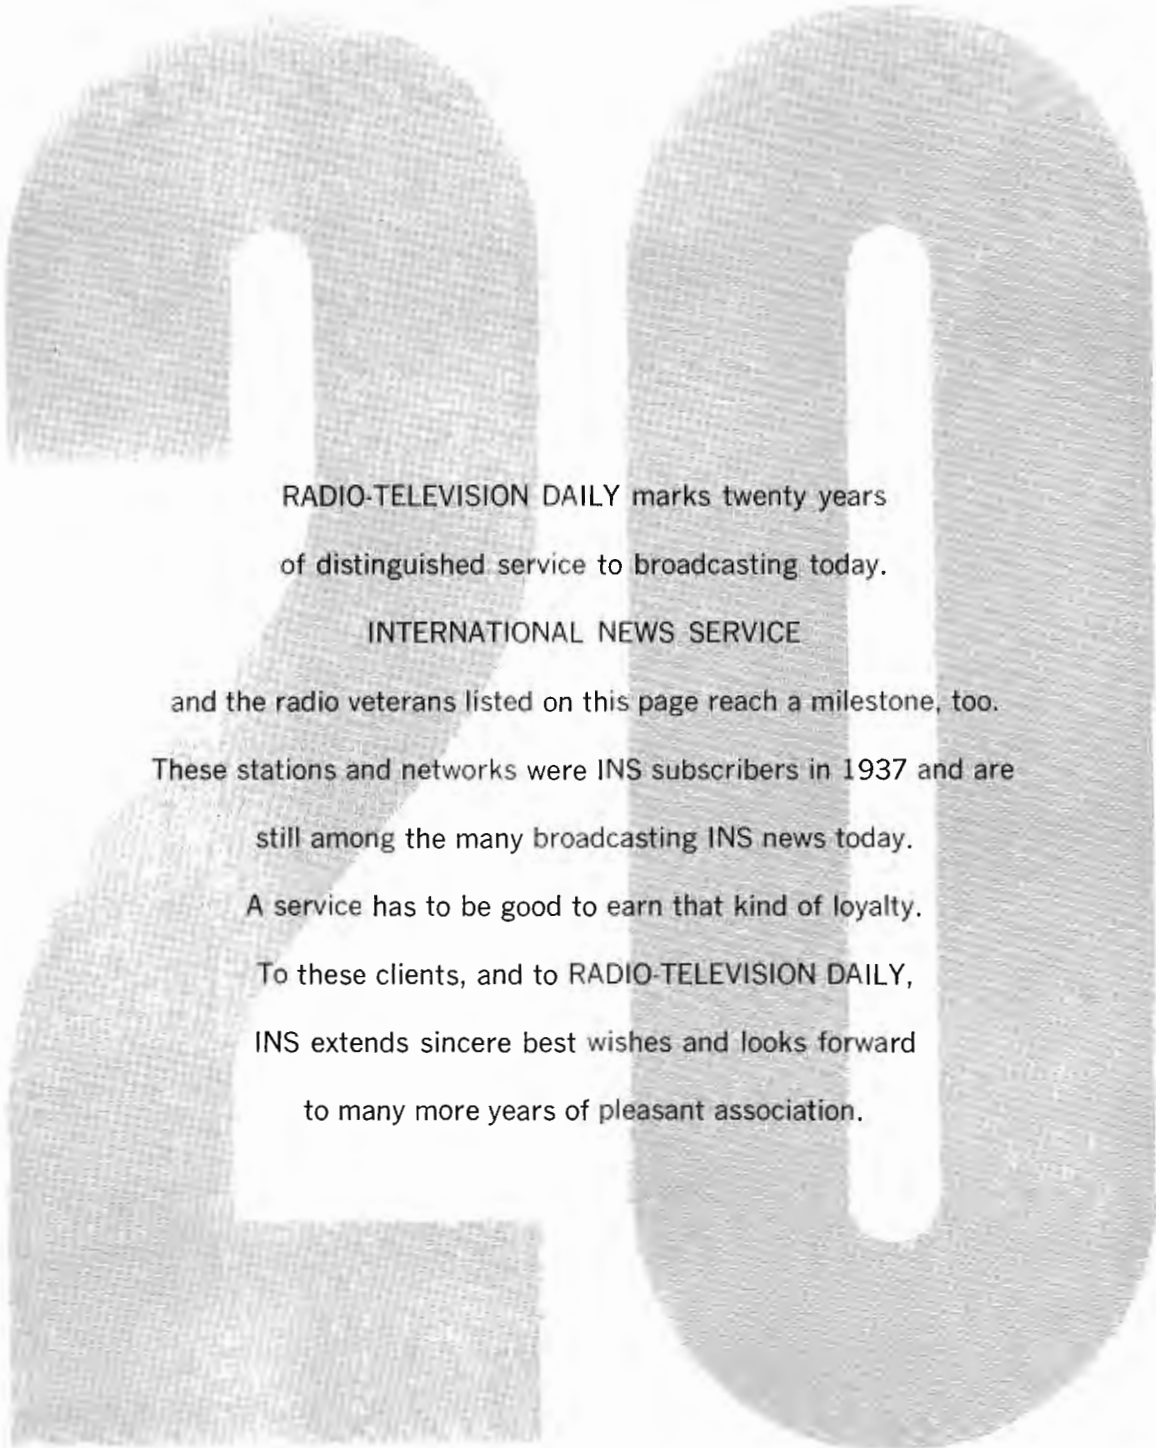 20
RADIO-TELEVISION DAILY marks twenty years
of distinguished service to broadcasting today.
INTERNATIONAL NEWS SERVICE
and the radio veterans listed on this page reach a milestone, too.
These stations and networks were INS subscribers in 1937 and are
still among the many broadcasting INS news today.
A service has to be good to earn that kind of loyalty.
To these clients, and to RADIO-TELEVISION DAILY,
INS extends sincere best wishes and looks forward
to many more years of pleasant association.